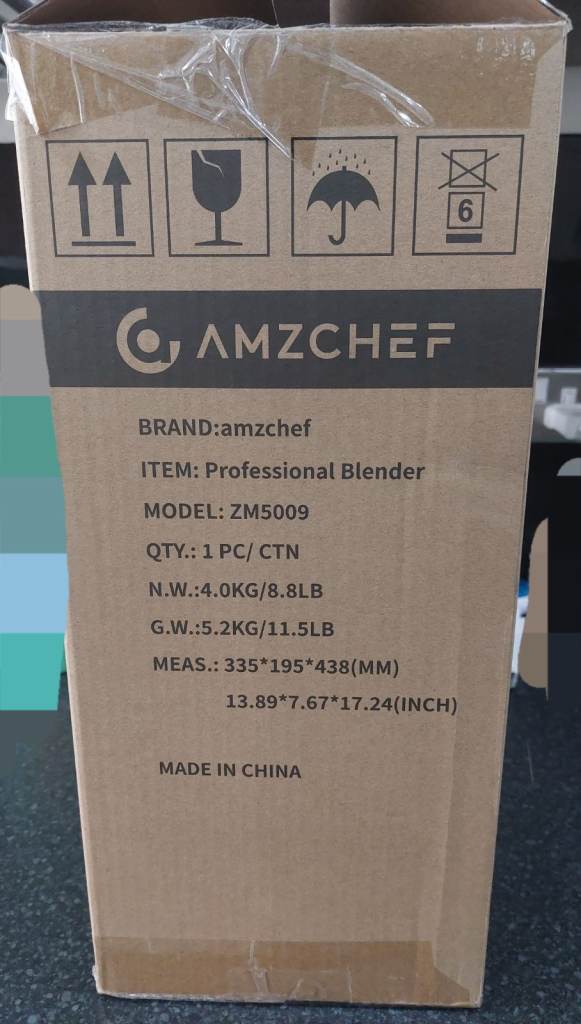 6
AMZCHEF
BRAND:amzchef
ITEM: Professional Blender
MODEL: ZM5009
QTY.: 1 PC/ CTN
N.W.:4.0KG/8.8LB
G.W.:5.2KG/11.5LB
MEAS.: 335*195*438(MM)
13.89*7.67*17.24(INCH)
MADE IN CHINA